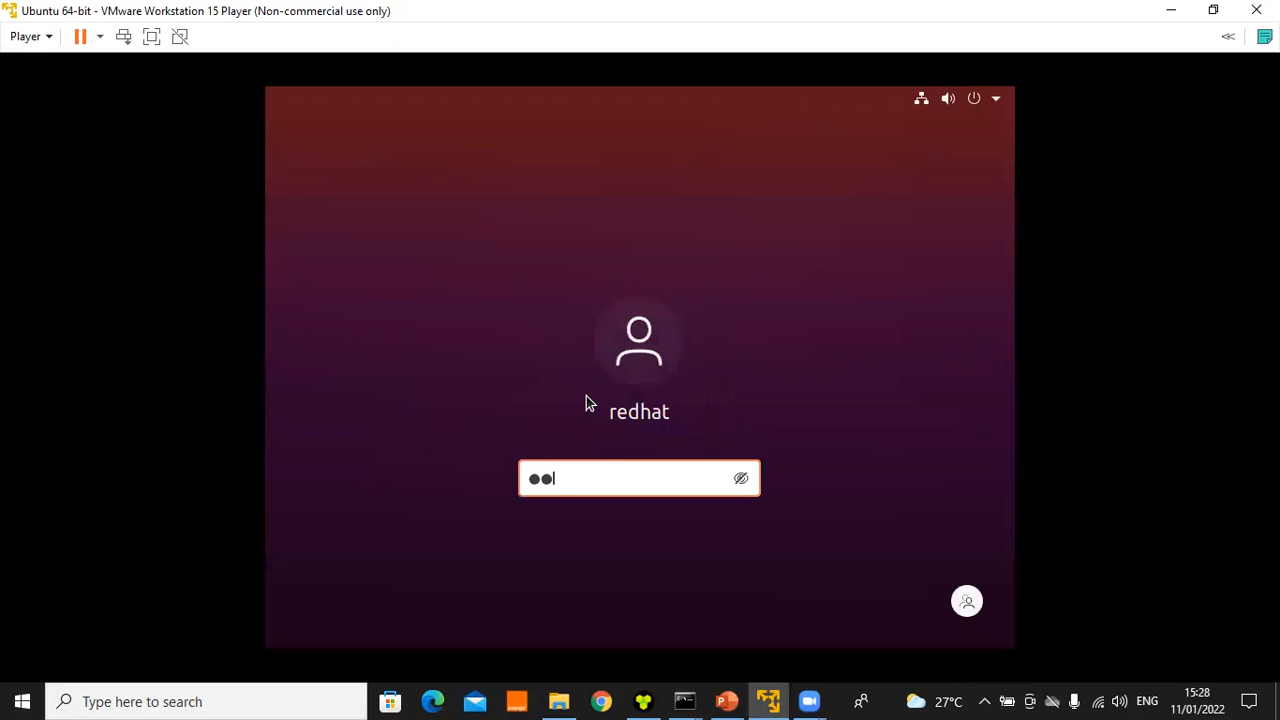 Ubuntu 64-bit - VMware Workstation 15 Player (Non-commercial use only)
Player
redhat
Type here to search
27°C
ENG
15:28
11/01/2022